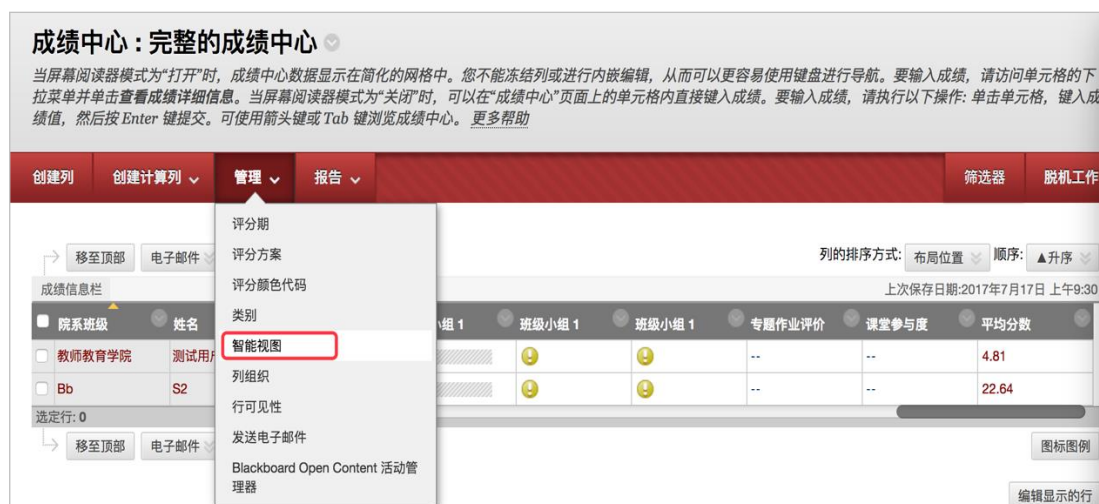 成绩中心 : 完整的成绩中心
当屏幕阅读器模式为“打开”时，成绩中心数据显示在简化的网格中。您不能冻结列或进行内嵌编辑，从而可以更容易使用键盘进行导航。要输入成绩，请访问单元格的下
拉菜单并单击查看成绩详细信息。当屏幕阅读器模式为“关闭”时，可以在“成绩中心”页面上的单元格内直接键入成绩。要输入成绩，请执行以下操作: 单击单元格，键入成
绩值，然后按 Enter 键提交。可使用箭头键或 Tab 键浏览成绩中心。 更多帮助
创建列 创建计算列 管理 报告 筛选器 脱机工作
评分期
评分方案
评分颜色代码
类别
智能视图
列组织
行可见性
发送电子邮件
Blackboard Open Content 活动管
理器
移至顶部 电子邮件 列的排序方式: 布局位置 顺序: ▲升序
成绩信息栏 上次保存日期:2017年7月17日 上午9:30
院系班级 姓名 小组 1 班级小组 1 班级小组 1 专题作业评价 课堂参与度 平均分数
教师教育学院 测试用户 -- -- 4.81
Bb S2 -- -- 22.64
选定行: 0
移至顶部 电子邮件 图标图例
编辑显示的行